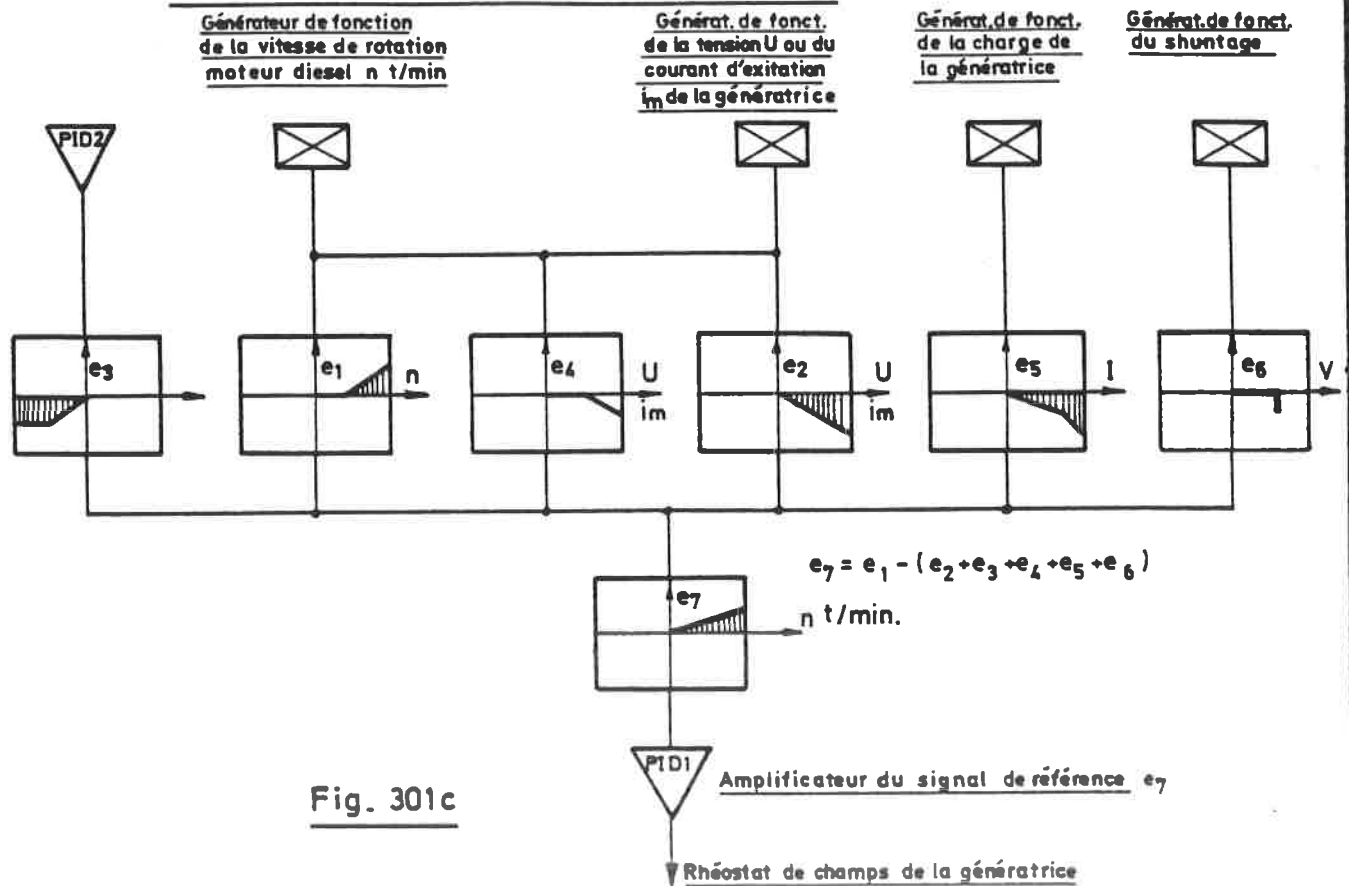 Générateur de fonction
de la vitesse de rotation
moteur diesel n t/min
Générat. de fonct.
de la tension U ou du
courant d'exitation
im de la génératrice
Générat. de fonct.
de la charge de
la génératrice
Générat. de fonct.
du shuntage
PID2
e3
e1
n
e4
U
im
e2
U
im
e5
I
e6
V
e7 = e1 - (e2+e3+e4+e5+e6)
e7
n t/min.
PID1
Amplificateur du signal de référence e7
Fig. 301c
Rhéostat de champs de la génératrice